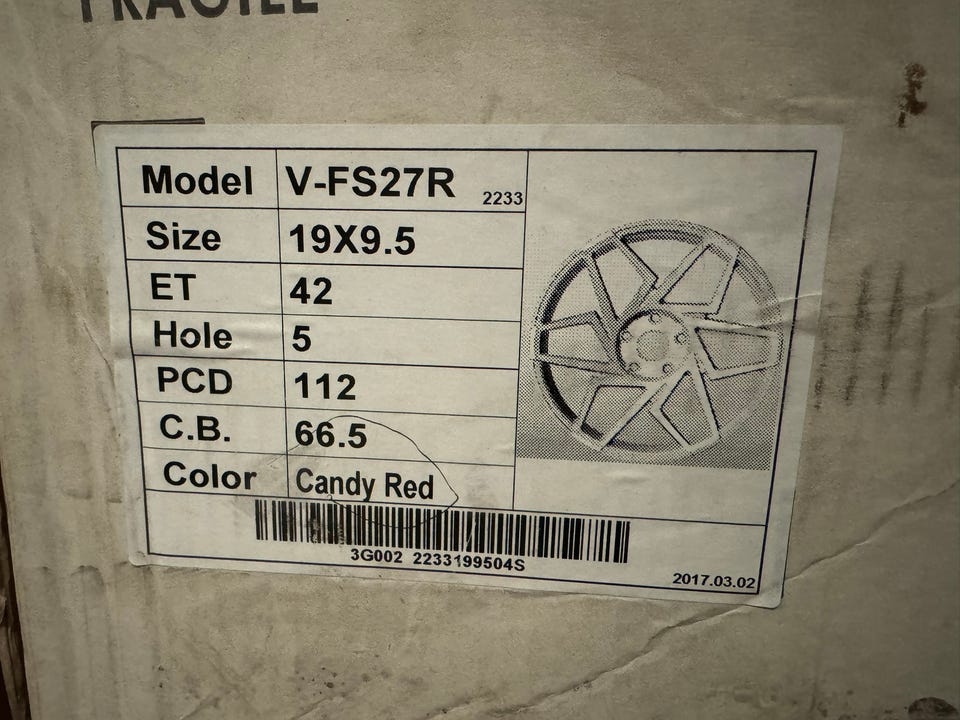 FRAGILE
Model V-FS27R 2233
Size 19X9.5
ET 42
Hole 5
PCD 112
C.B. 66.5
Color Candy Red
3G002 2233199504S
2017.03.02